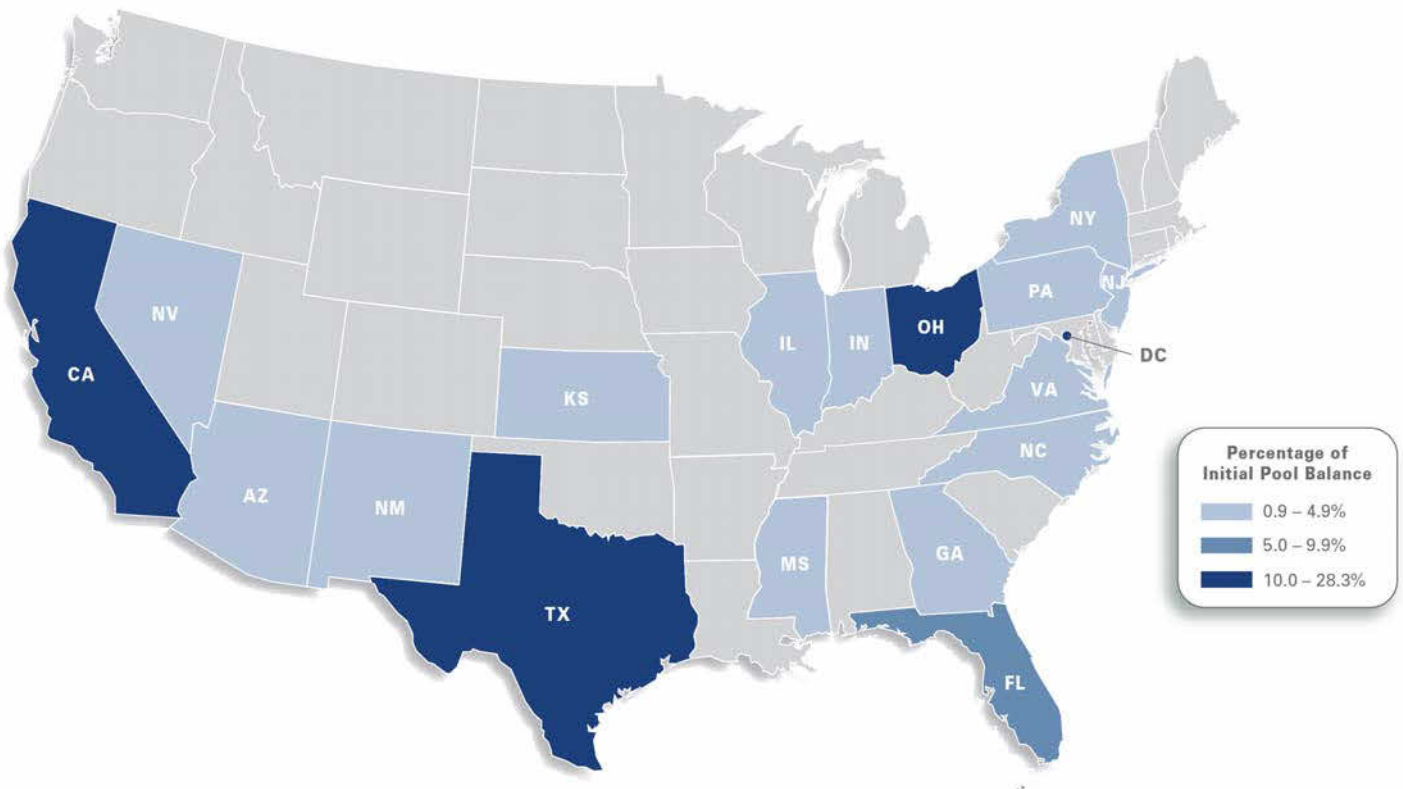 NY
NJ
PA
NV
OH
IL
IN
DC
CA
KS
VA
NC
AZ
NM
GA
MS
TX
FL
Percentage of
Initial Pool Balance
0.9 – 4.9%
5.0 – 9.9%
10.0 – 28.3%